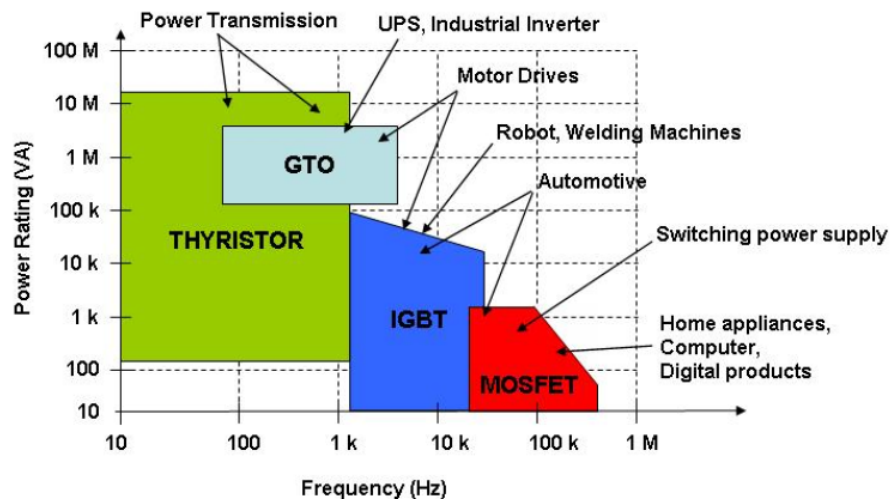 Power Transmission
UPS, Industrial Inverter
Motor Drives
Robot, Welding Machines
Automotive
Switching power supply
Home appliances,
Computer,
Digital products
Power Rating (VA)
100 M
10 M
1 M
100 k
10 k
1 k
100
10
GTO
THYRISTOR
IGBT
MOSFET
10
100
1 k
10 k
100 k
1 M
Frequency (Hz)